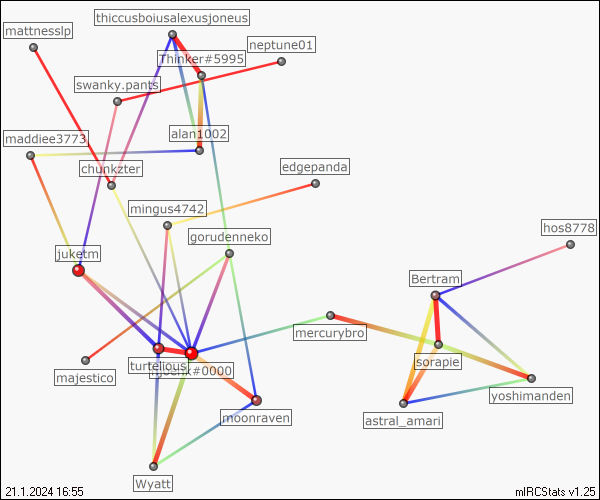 thiccusboiusalexusjoneus
mattnesslp
neptune01
Thinker#5995
swanky.pants
alan1002
maddiee3773
chunkzter
edgepanda
mingus4742
hos8778
gorudenneko
juketm
Bertram
mercurybro
sorapie
turtelious
#0000
majestico
yoshimanden
moonraven
astral_amari
Wyatt
21.1.2024 16:55
mIRCStats v1.25